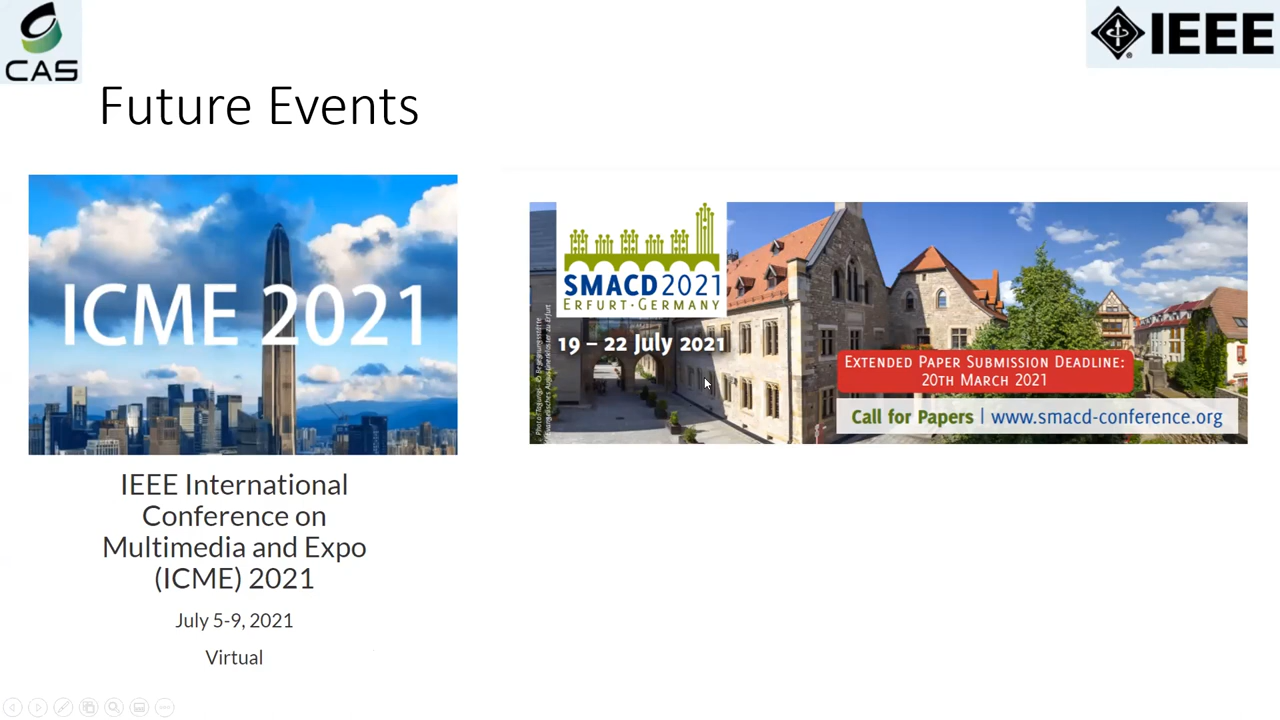 CAS
IEEE
Future Events
ICME 2021
IEEE International
Conference on
Multimedia and Expo
(ICME) 2021
July 5-9, 2021
Virtual
SMACD2021
ERFURT·GERMANY
19 – 22 July 2021
EXTENDED PAPER SUBMISSION DEADLINE:
20TH MARCH 2021
Call for Papers | www.smacd-conference.org